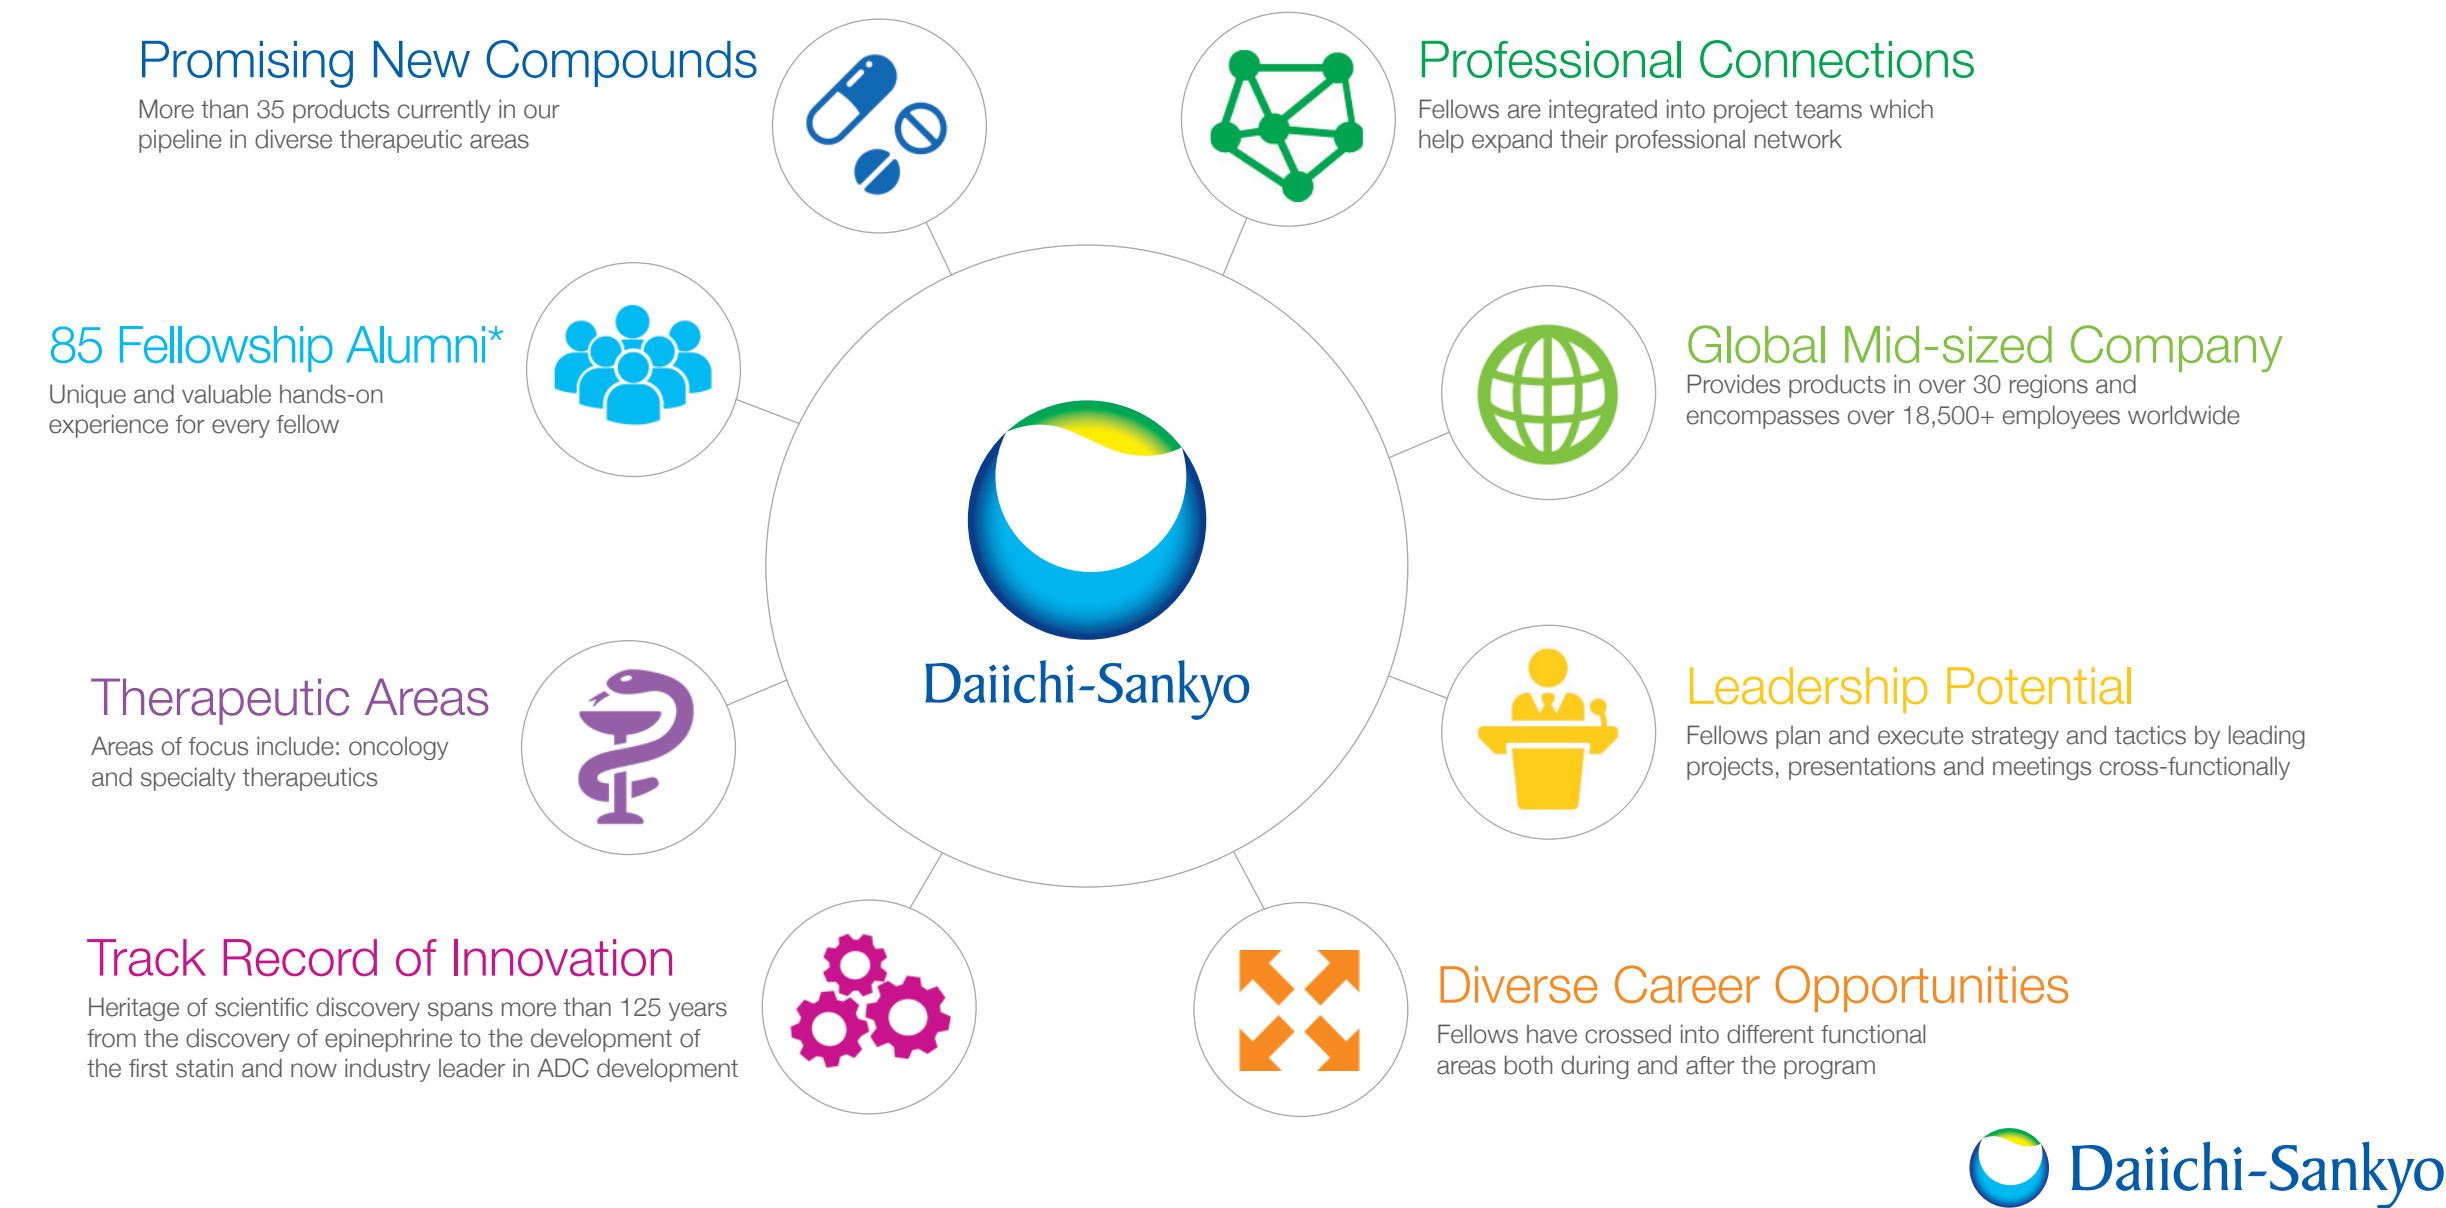 Promising New Compounds
More than 35 products currently in our
pipeline in diverse therapeutic areas
Professional Connections
Fellows are integrated into project teams which
help expand their professional network
85 Fellowship Alumni*
Unique and valuable hands-on
experience for every fellow
Global Mid-sized Company
Provides products in over 30 regions and
encompasses over 18,500+ employees worldwide
Daiichi-Sankyo
Therapeutic Areas
Areas of focus include: oncology
and specialty therapeutics
Leadership Potential
Fellows plan and execute strategy and tactics by leading
projects, presentations and meetings cross-functionally
Track Record of Innovation
Heritage of scientific discovery spans more than 125 years
from the discovery of epinephrine to the development of
the first statin and now industry leader in ADC development
Diverse Career Opportunities
Fellows have crossed into different functional
areas both during and after the program
Daiichi-Sankyo